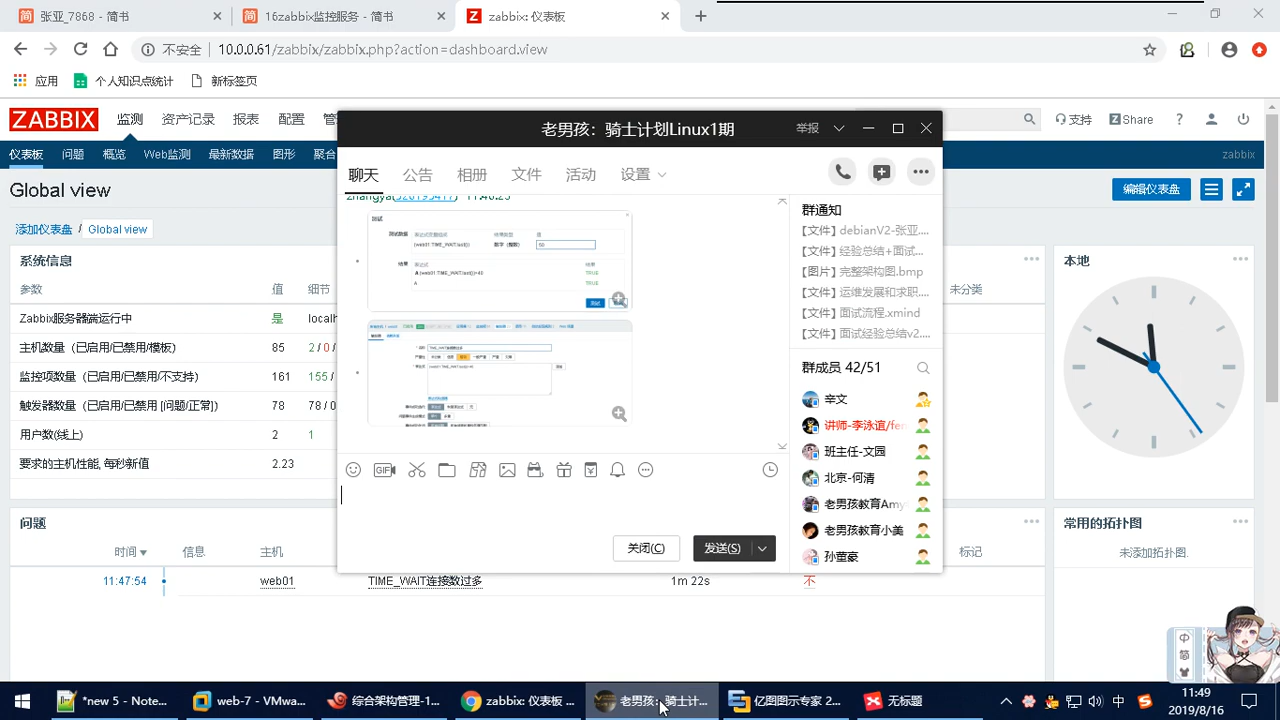 张亚_7868 - 简书
16zabbix监控服务 - 简书
zabbix: 仪表板
不安全
10.0.0.61/zabbix/zabbix.php?action=dashboard.view
应用
个人知识点统计
新标签页
ZABBIX
监测
资产记录
报表
配置
支持
Share
仪表板
问题
概览
Web监测
最新数据
图形
聚合
zabbix
Global view
编辑仪表盘
添加仪表盘 / Global view
系统信息
参数
值
细节
Zabbix服务器端运行中
是
主机数量（已启用/已禁用/模板）
85
监控项数量（已启用/已禁用/不支持）
161
触发器数量（已启用/已禁用 [问题/正常]）
78
78 / 0
用户数(线上)
2
1
要求的主机性能, 每秒新值
2.23
未分类
本地
问题
时间
信息
主机
标记
11:47:54
web01
TIME_WAIT连接数过多
1m 22s
不
常用的拓扑图
未添加拓扑图.
老男孩：骑士计划Linux1期
举报
聊天
公告
相册
文件
活动
设置
测试
群通知
【文件】debianV2-张亚....
【文件】经验总结+面试...
【图片】完整架构图.bmp
【文件】运维发展和求职...
【文件】面试流程.xmind
【文件】面试经验总结v2....
群成员 42/51
辛文
讲师-李泳谊/fer
班主任-文园
北京-何清
老男孩教育Amy
老男孩教育小美
孙董豪
关闭(C)
发送(S)
中
简
*new 5 - Note...
web-7 - VMwa...
综合架构管理-1...
zabbix: 仪表板 ...
老男孩：骑士计...
亿图图示专家 2...
无标题
中
11:49
2019/8/16